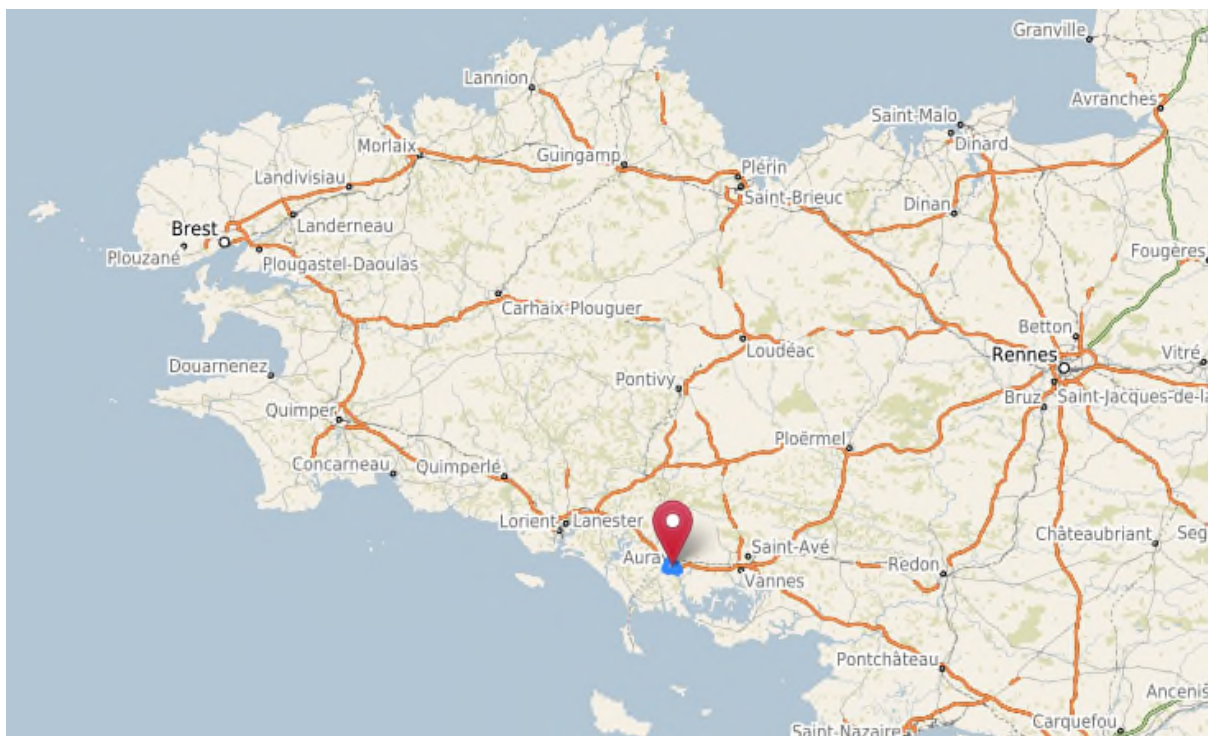 Granville
Lannion
Avranches
Saint-Malo
Dinard
Morlaix
Guingamp
Plérin
Landivisiau
Saint-Brieuc
Dinan
Landerneau
Brest
Plouzané
Plougastel-Daoulas
Fougères
Carhaix-Plouguer
Betton
Loudéac
Rennes
Vitré
Douarnenez
Pontivy
Bruz
Saint-Jacques-de-la
Quimper
Ploërmel
Concarneau
Quimperlé
Lorient
Lanester
Châteaubriant
Seg
Auray
Saint-Avé
Vannes
Redon
Pontchâteau
Ancenis
Saint-Nazaire
Carquefou